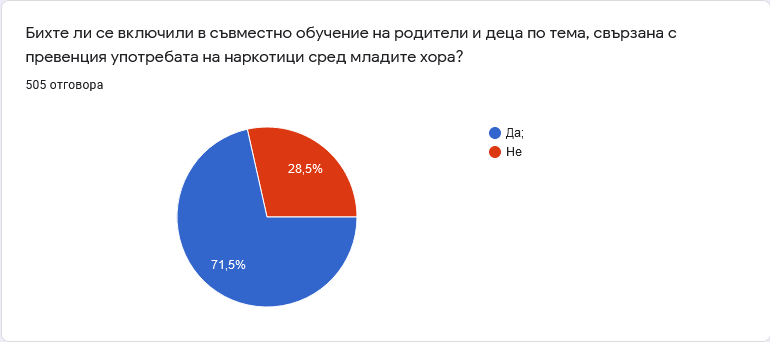 Бихте ли се включили в съвместно обучение на родители и деца по тема, свързана с
превенция употребата на наркотици сред младите хора?
505 отговора
Да;
Не
28,5%
71,5%